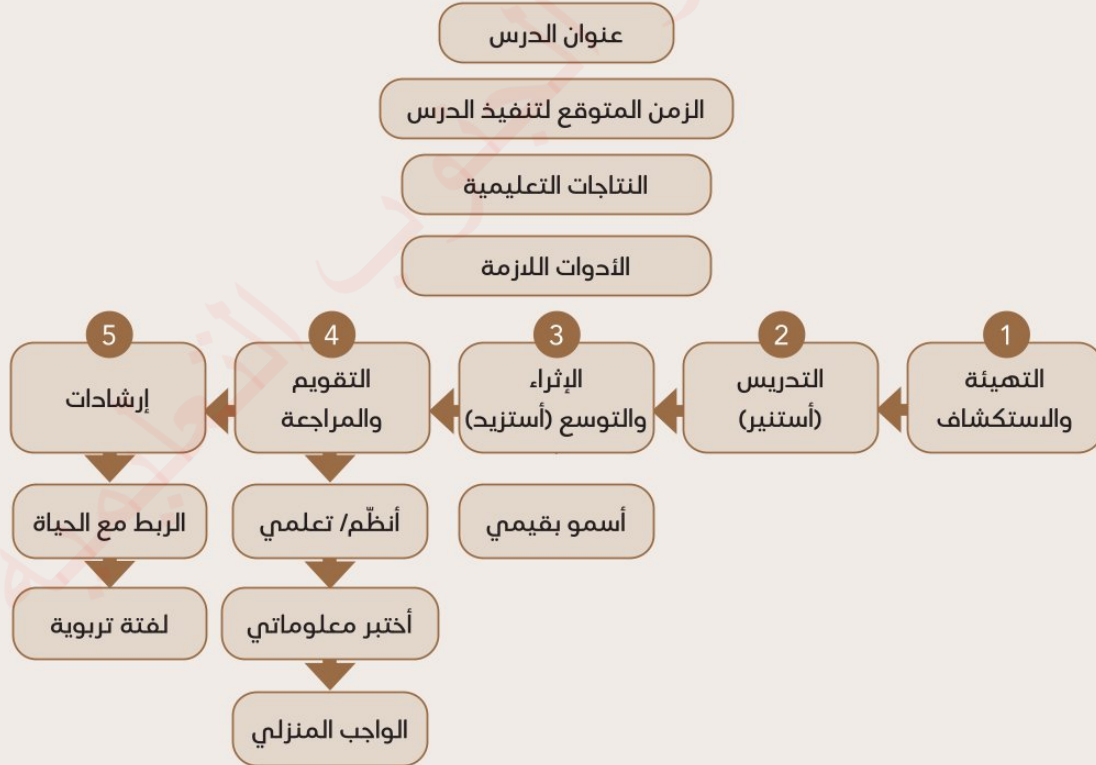 عنوان الدرس
الزمن المتوقع لتنفيذ الدرس
النتاجات التعليمية
الأدوات اللازمة
1
التهيئة
والاستكشاف
2
التدريس
(أستنير)
3
الإثراء
والتوسع (أستزيد)
أسمو بقيمي
4
التقويم
والمراجعة
أنظّم/ تعلمي
أختبر معلوماتي
الواجب المنزلي
5
إرشادات
الربط مع الحياة
لفتة تربوية